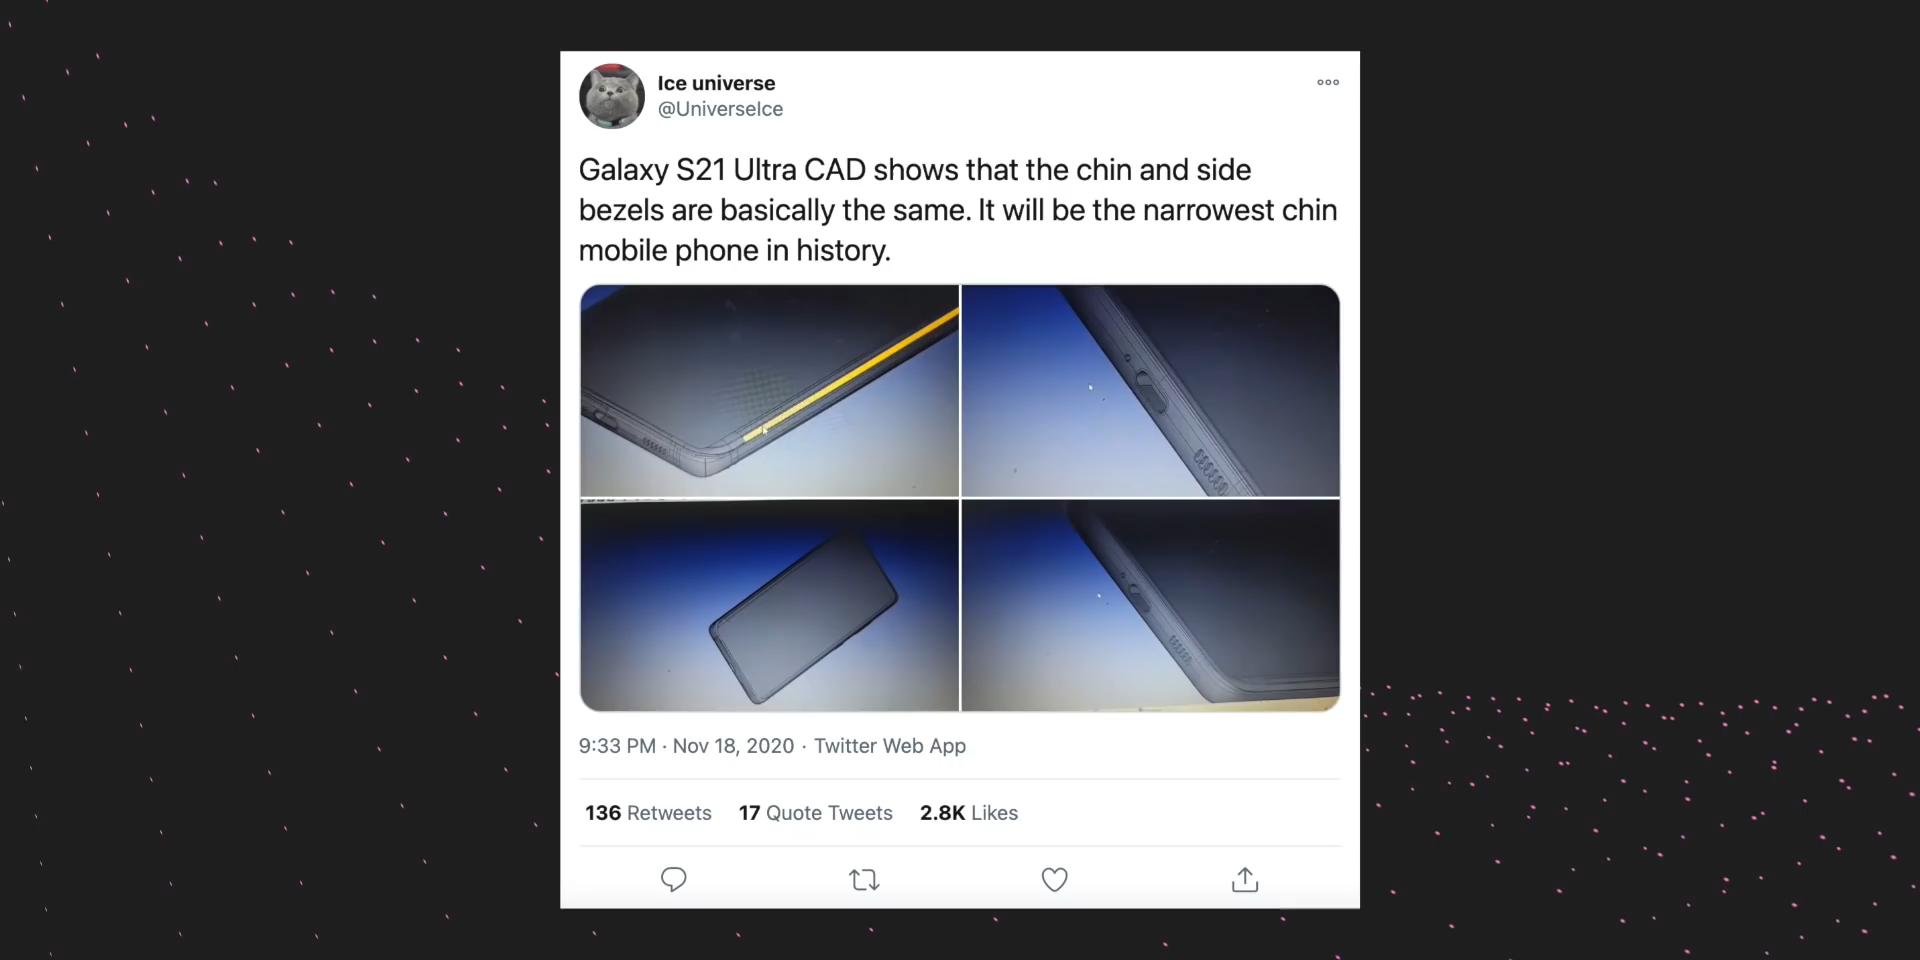 Ice universe
@UniverseIce
Galaxy S21 Ultra CAD shows that the chin and side
bezels are basically the same. It will be the narrowest chin
mobile phone in history.
9:33 PM · Nov 18, 2020 · Twitter Web App
136 Retweets 17 Quote Tweets 2.8K Likes